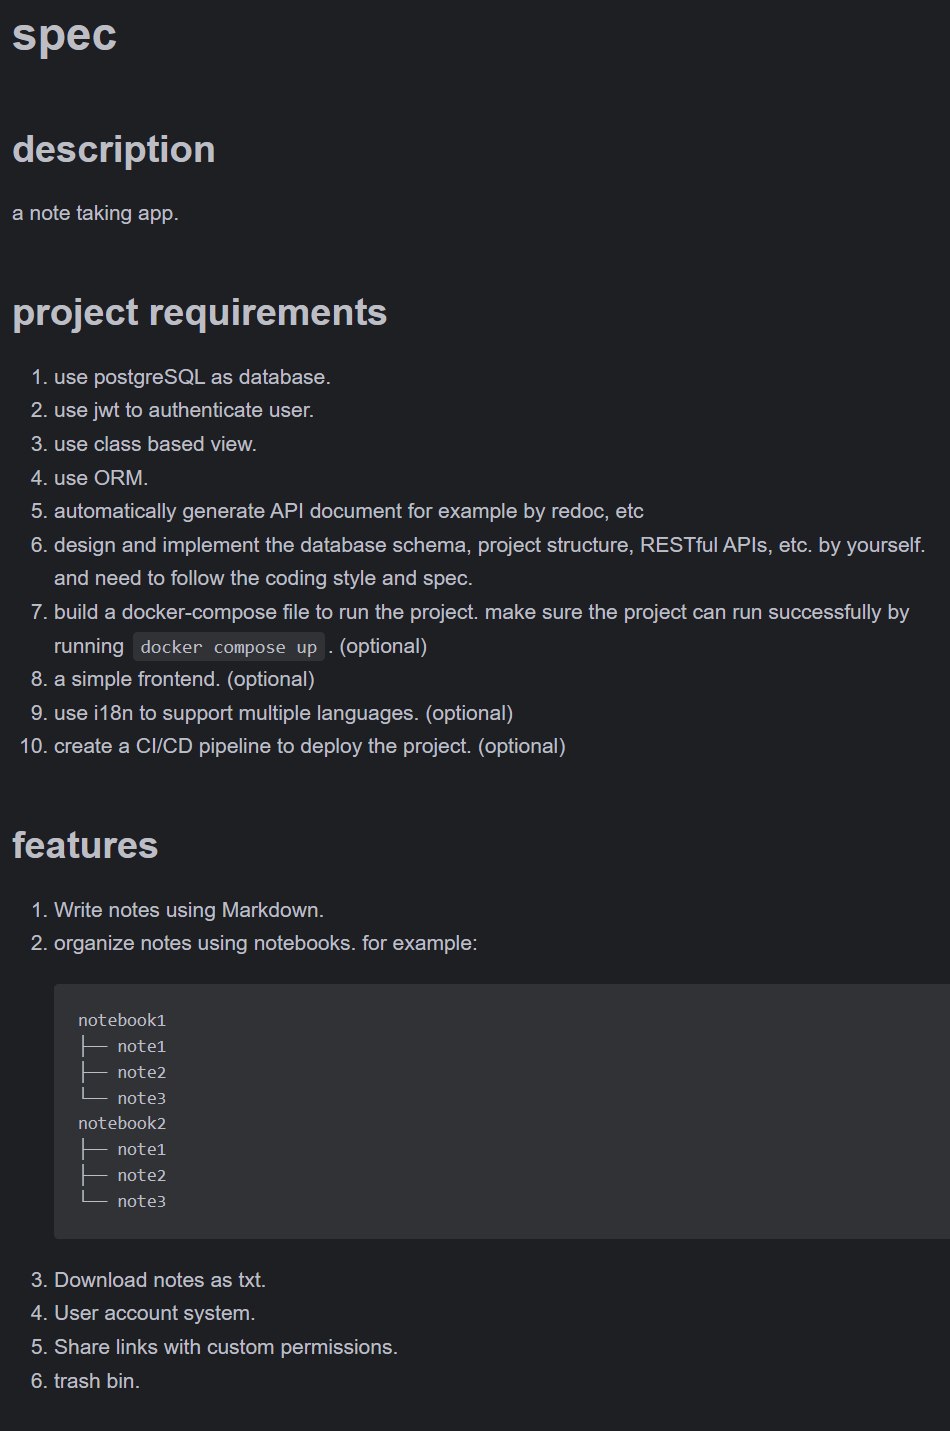 spec
description
a note taking app.
project requirements
1. use postgreSQL as database.
2. use jwt to authenticate user.
3. use class based view.
4. use ORM.
5. automatically generate API document for example by redoc, etc
6. design and implement the database schema, project structure, RESTful APIs, etc. by yourself.
and need to follow the coding style and spec.
7. build a docker-compose file to run the project. make sure the project can run successfully by
running docker compose up . (optional)
8. a simple frontend. (optional)
9. use i18n to support multiple languages. (optional)
10. create a CI/CD pipeline to deploy the project. (optional)
features
1. Write notes using Markdown.
2. organize notes using notebooks. for example:
notebook1
├── note1
├── note2
└── note3
notebook2
├── note1
├── note2
└── note3
3. Download notes as txt.
4. User account system.
5. Share links with custom permissions.
6. trash bin.